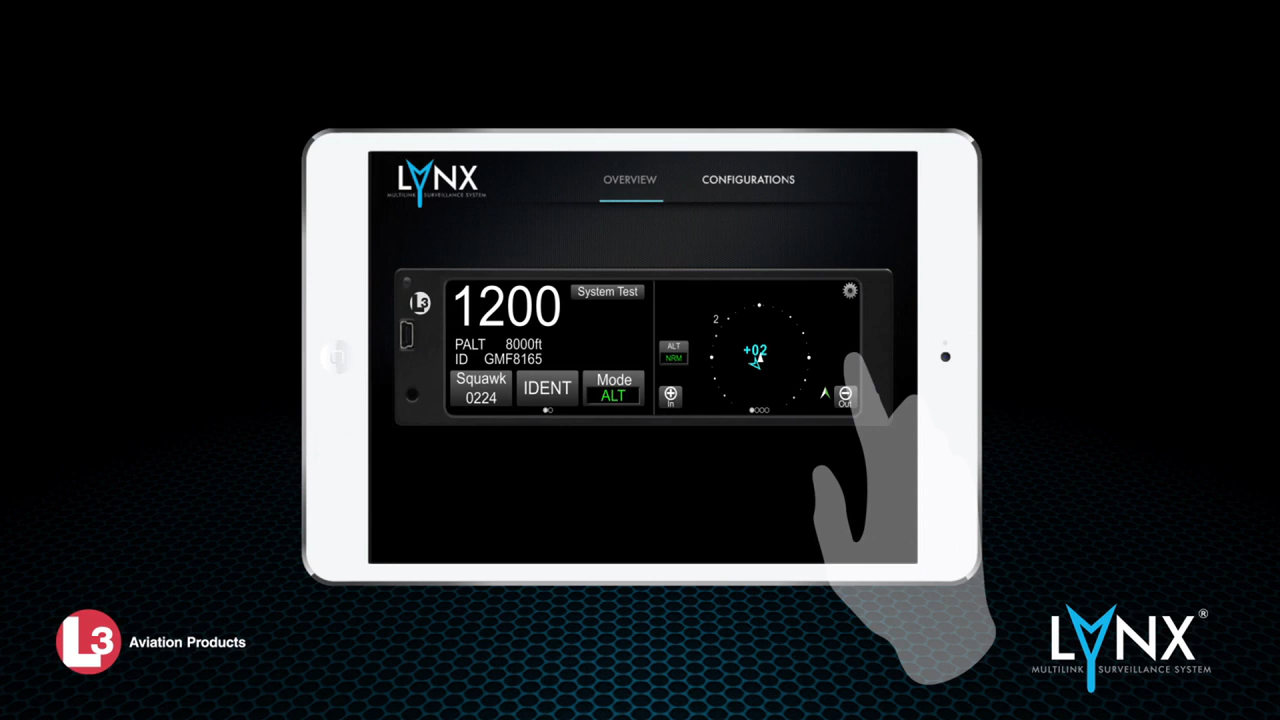 LYNX
MULTILINK SURVEILLANCE SYSTEM
OVERVIEW
CONFIGURATIONS
L3
1200
System Test
PALT 8000ft
ID GMF8165
Squawk
0224
IDENT
Mode
ALT
ALT
NRM
2
+02
In
Out
L3 Aviation Products
LYNX®
MULTILINK SURVEILLANCE SYSTEM